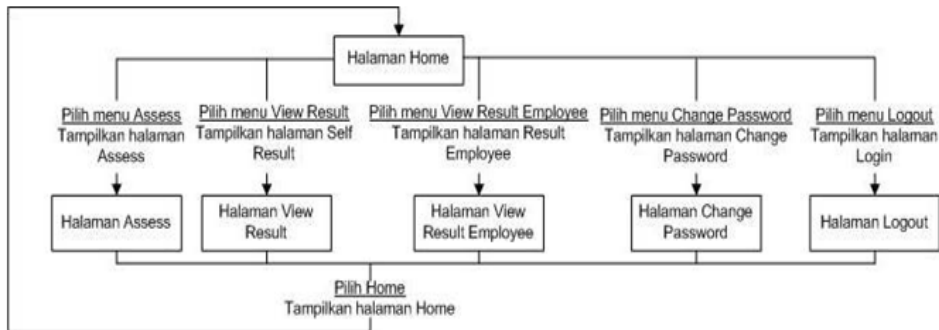 Halaman Home
Pilih menu Assess
Tampilkan halaman
Assess
Pilih menu View Result
Tampilkan halaman Self
Result
Pilih menu View Result Employee
Tampilkan halaman Result
Employee
Pilih menu Change Password
Tampilkan halaman Change
Password
Pilih menu Logout
Tampilkan halaman
Login
Halaman Assess
Halaman View
Result
Halaman View
Result Employee
Halaman Change
Password
Halaman Logout
Pilih Home
Tampilkan halaman Home